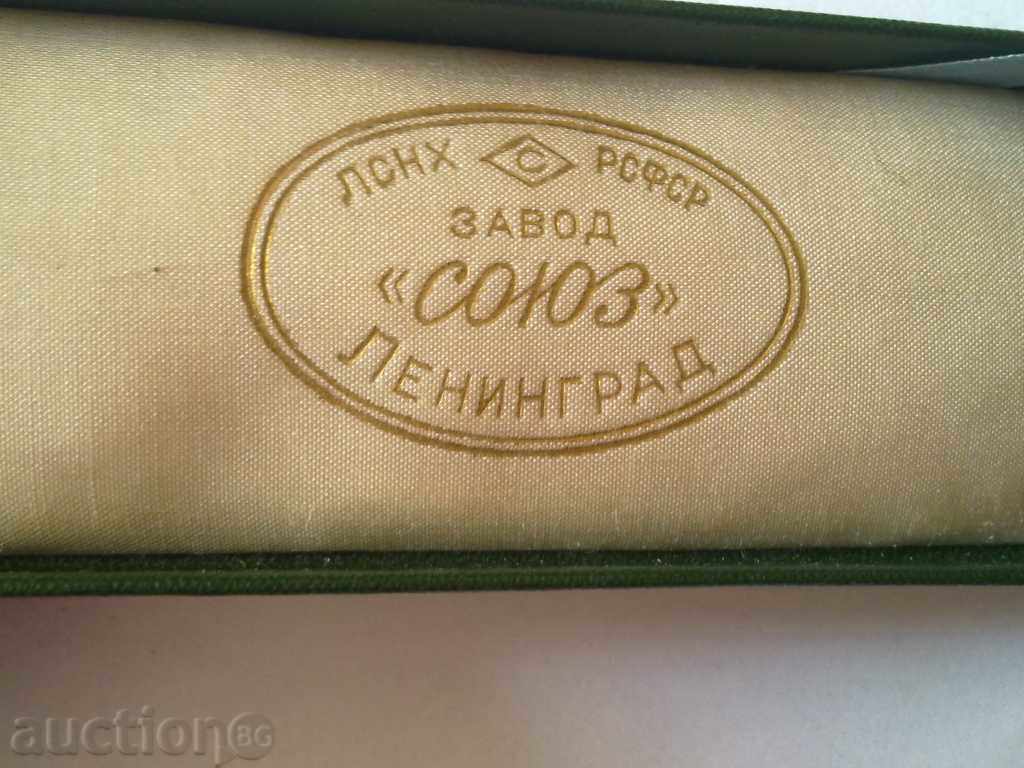 ЛСНХ С РСФСР
ЗАВОД
«СОЮЗ»
ЛЕНИНГРАД
auction BG